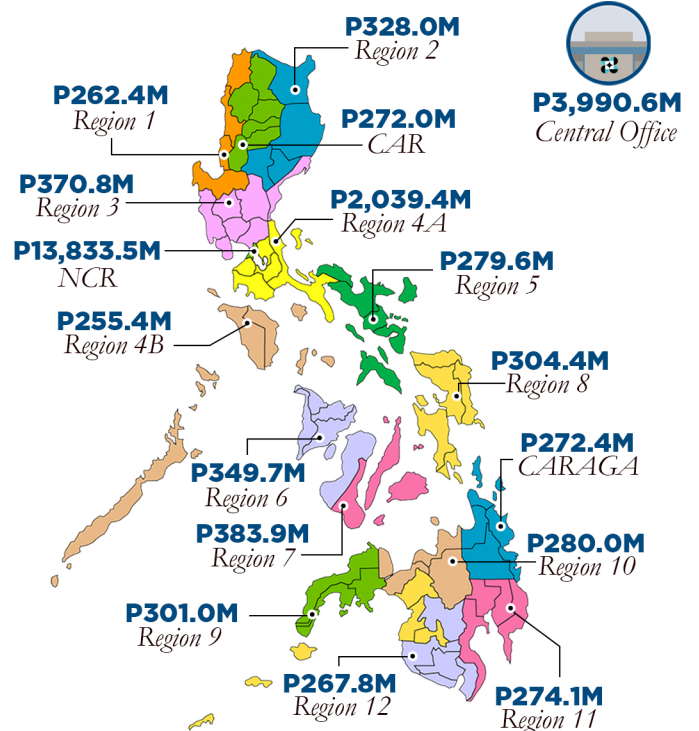 P328.0M
Region 2
P3,990.6M
Central Office
P262.4M
Region 1
P272.0M
CAR
P370.8M
Region 3
P2,039.4M
Region 4A
P13,833.5M
NCR
P279.6M
Region 5
P255.4M
Region 4B
P304.4M
Region 8
P272.4M
CARAGA
P349.7M
Region 6
P383.9M
Region 7
P280.0M
Region 10
P301.0M
Region 9
P267.8M
Region 12
P274.1M
Region 11